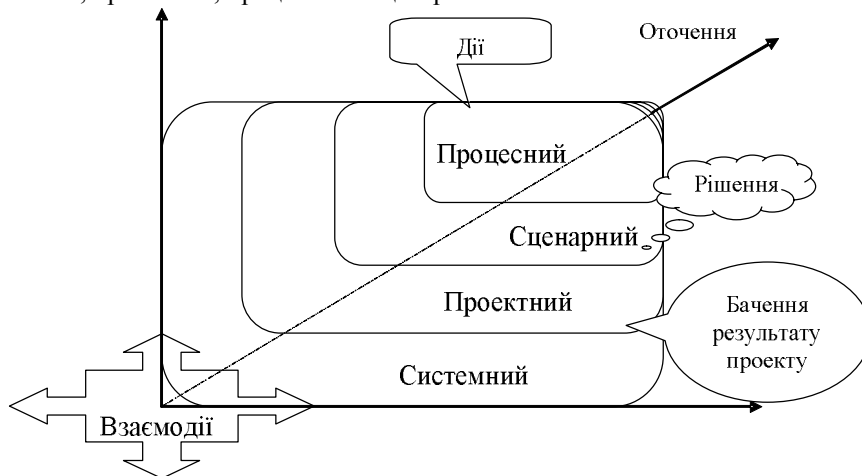 Дії
Оточення
Процесний
Рішення
Сценарний
Проектний
Бачення
результату
проекту
Системний
Взаємодії